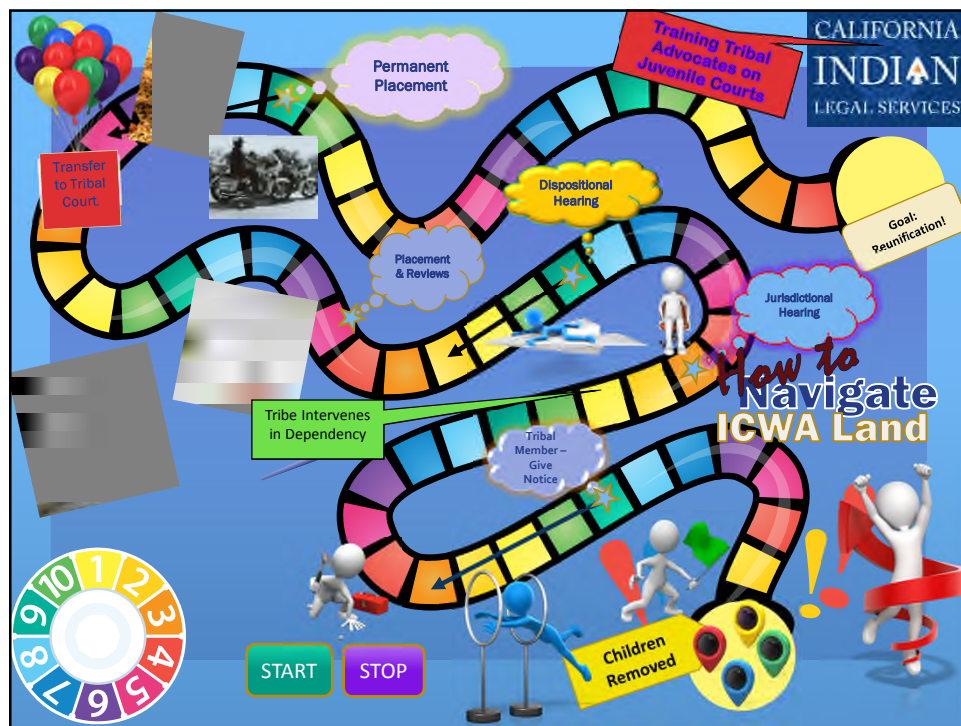 Training Tribal
Advocates on
Juvenile Courts
CALIFORNIA
INDIAN
LEGAL SERVICES
Permanent
Placement
Transfer
to Tribal
Court.
Dispositional
Hearing
Goal:
Reunification!
Placement
& Reviews
Jurisdictional
Hearing
How to
Navigate
ICWA Land
Tribe Intervenes
in Dependency
Tribal
Member –
Give
Notice
Children
Removed
START
STOP
1
2
3
4
5
6
7
8
9
10